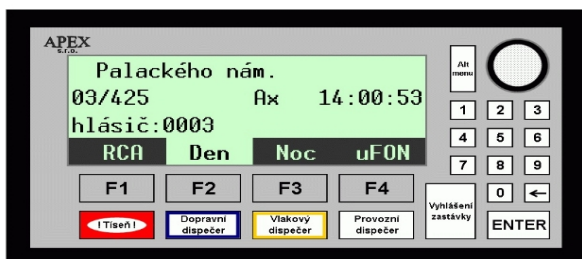 APEX
s.r.o.
Palackého nám.
03/425 Ax 14:00:53
hlásič:0003
RCA Den Noc uFON
F1 F2 F3 F4
! Tíseň !
Dopravní
dispečer
Vlakový
dispečer
Provozní
dispečer
Vyhlášení
zastávky
Alt
menu
1 2 3
4 5 6
7 8 9
0 ←
ENTER